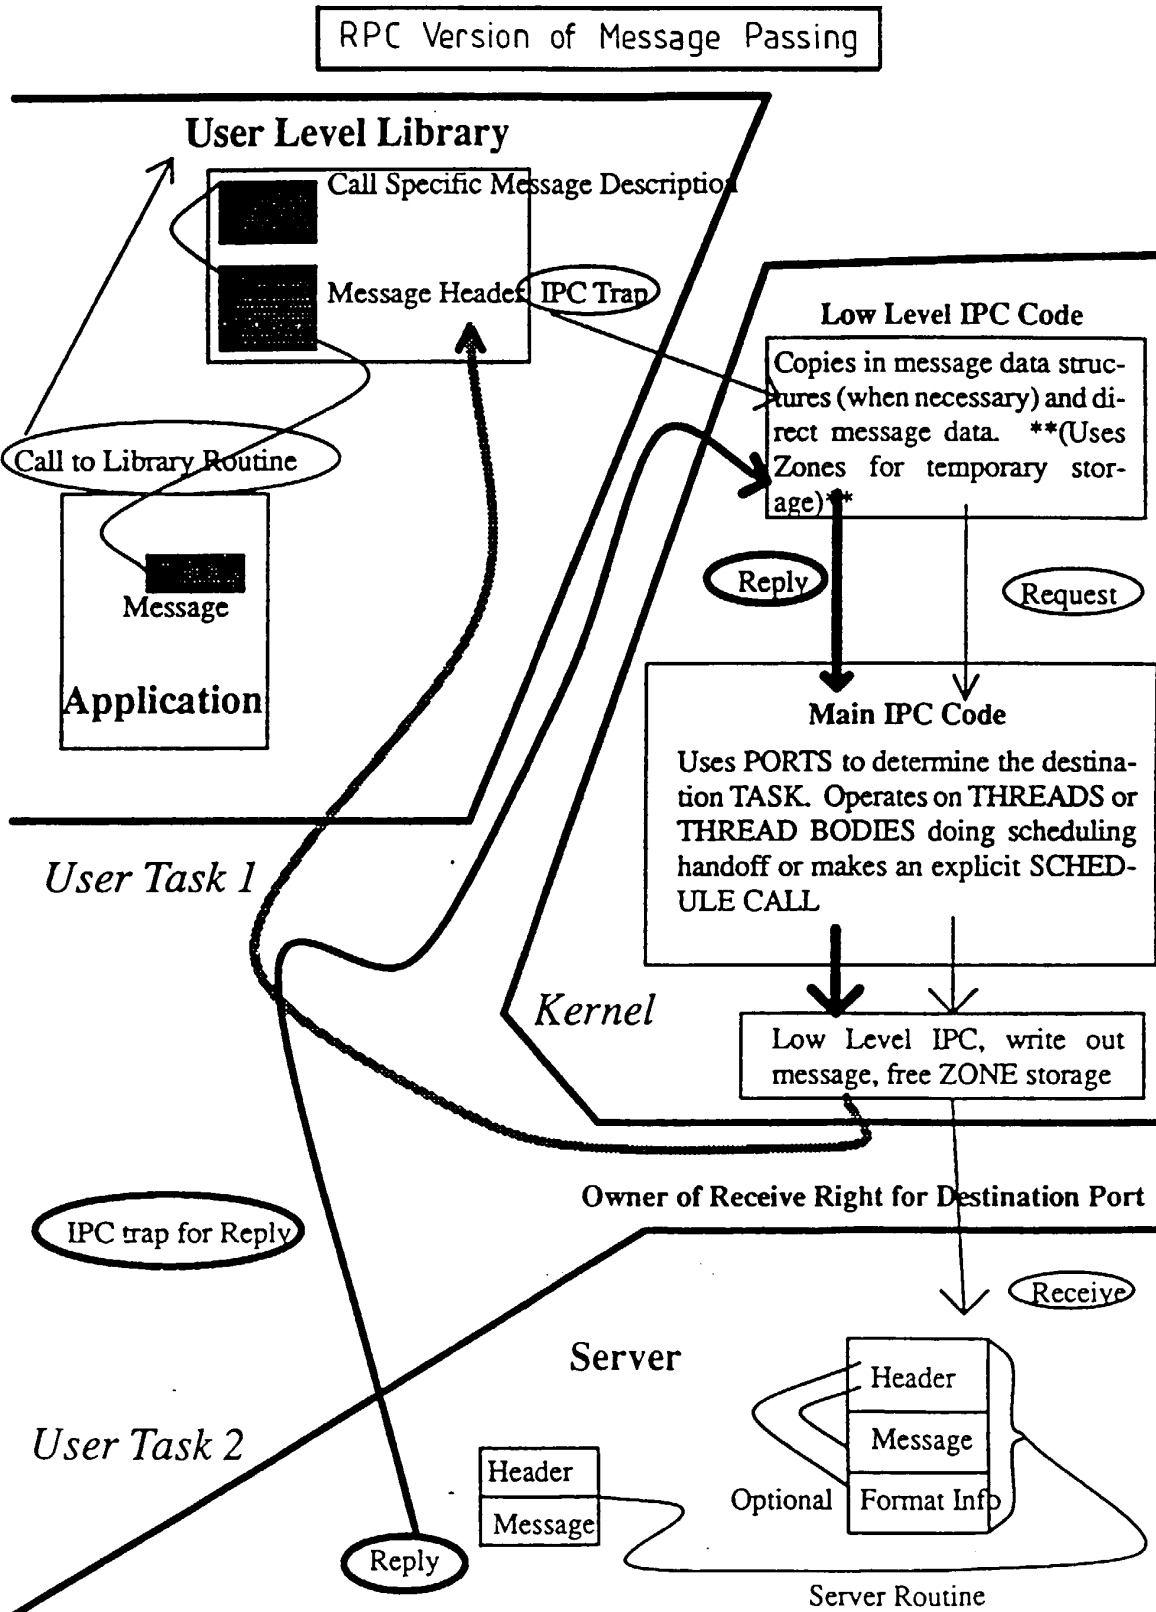 RPC Version of Message Passing
User Level Library
Call Specific Message Description
Message Header
IPC Trap
Call to Library Routine
Message
Application
User Task 1
Low Level IPC Code
Copies in message data struc-
tures (when necessary) and di-
rect message data. **(Uses
Zones for temporary stor-
age)**
Reply
Request
Main IPC Code
Uses PORTS to determine the destina-
tion TASK. Operates on THREADS or
THREAD BODIES doing scheduling
handoff or makes an explicit SCHED-
ULE CALL
Kernel
Low Level IPC, write out
message, free ZONE storage
Owner of Receive Right for Destination Port
IPC trap for Reply
Receive
Server
User Task 2
Header
Message
Optional
Format Info
Header
Message
Reply
Server Routine